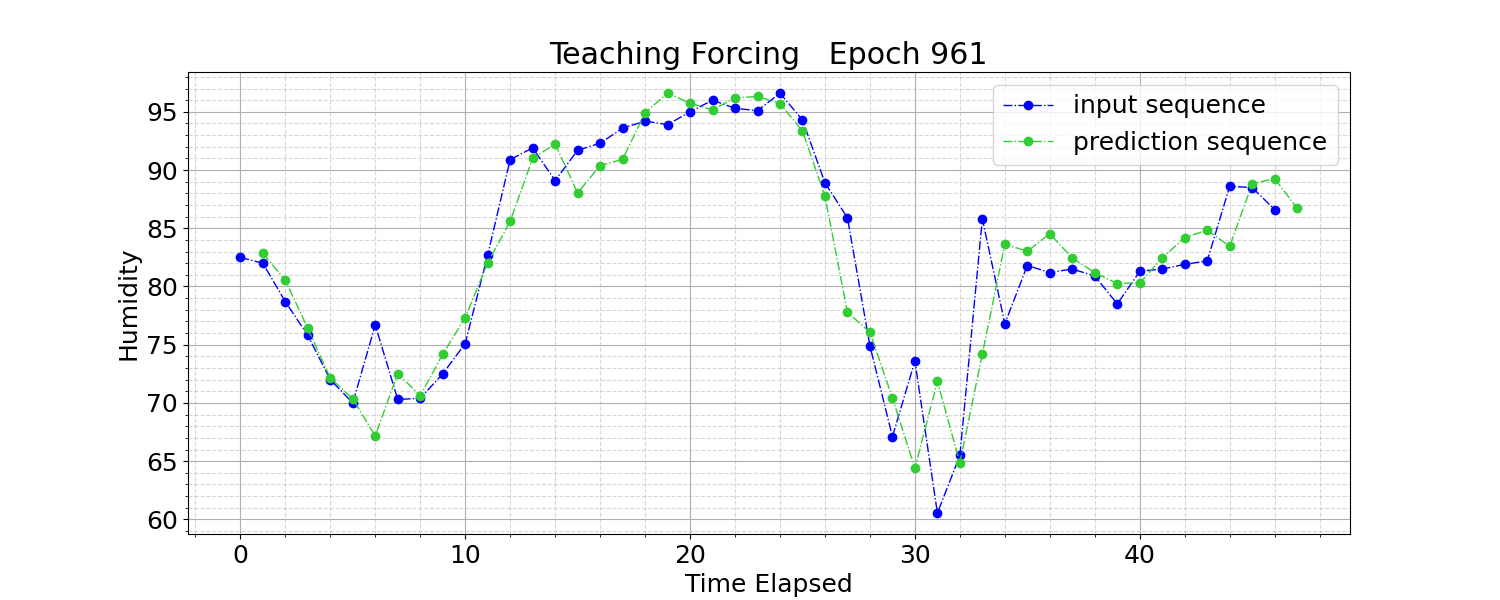 Teaching Forcing   Epoch 961
input sequence
prediction sequence
Humidity
95
90
85
80
75
70
65
60
0 10 20 30 40
Time Elapsed